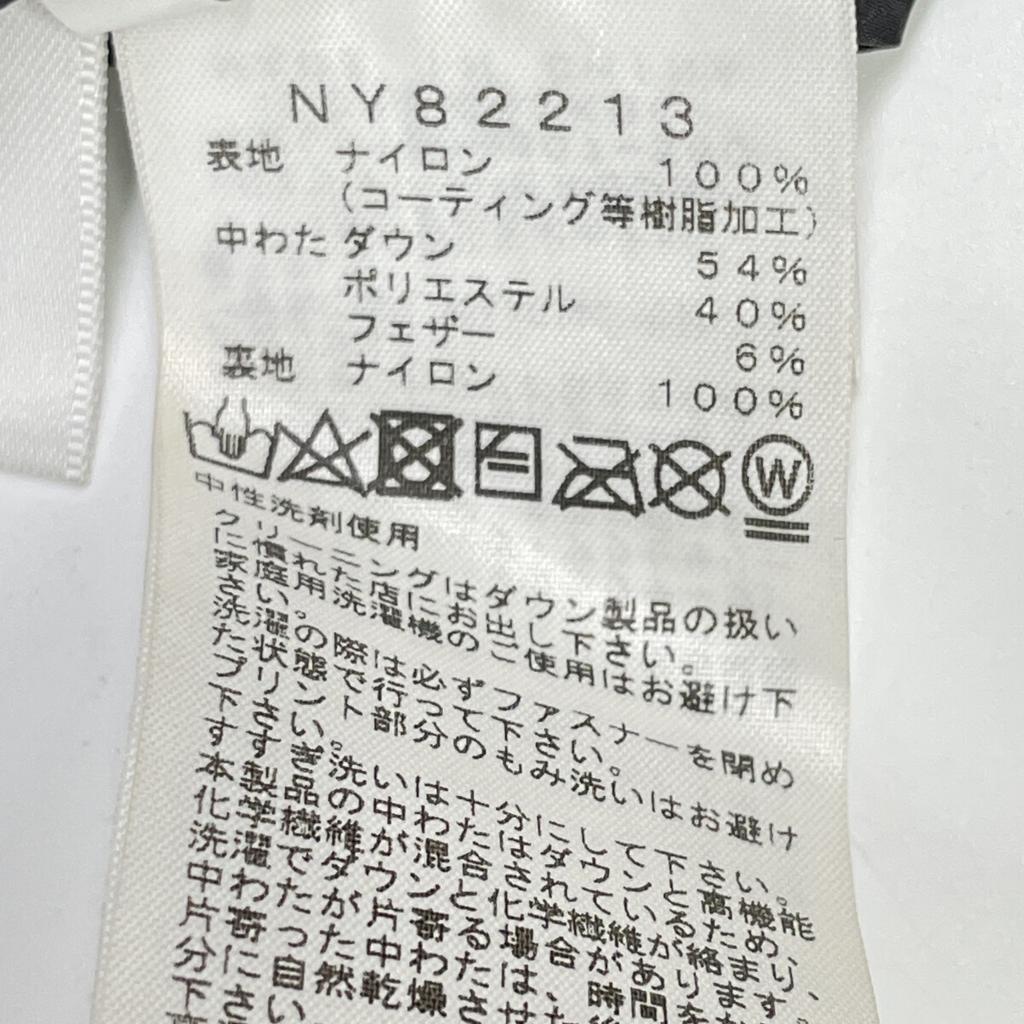 NY82213
表地 ナイロン 100%
(コーティング等樹脂加工)
中わた ダウン 54%
ポリエステル 40%
フェザー 6%
裏地 ナイロン 100%
W
中性洗剤使用
クリーニングはダウン製品の扱い
に慣れた店にお出し下さい。
家庭用洗濯機のご使用はお避け下
さい。
洗濯の際は必ずファスナーを閉め
た状態で行って下さい。
プリント部分のもみ洗いはお避け
下さい。
すすぎ洗いは十分にして下さい。
本製品の中わたはダウンと高機能
化学繊維が混合されているため、
洗濯でダウンと化学繊維が絡まり、
中わたが片寄る場合があります。
片寄った中わたは、時間を
分に自然乾燥させ
下さい